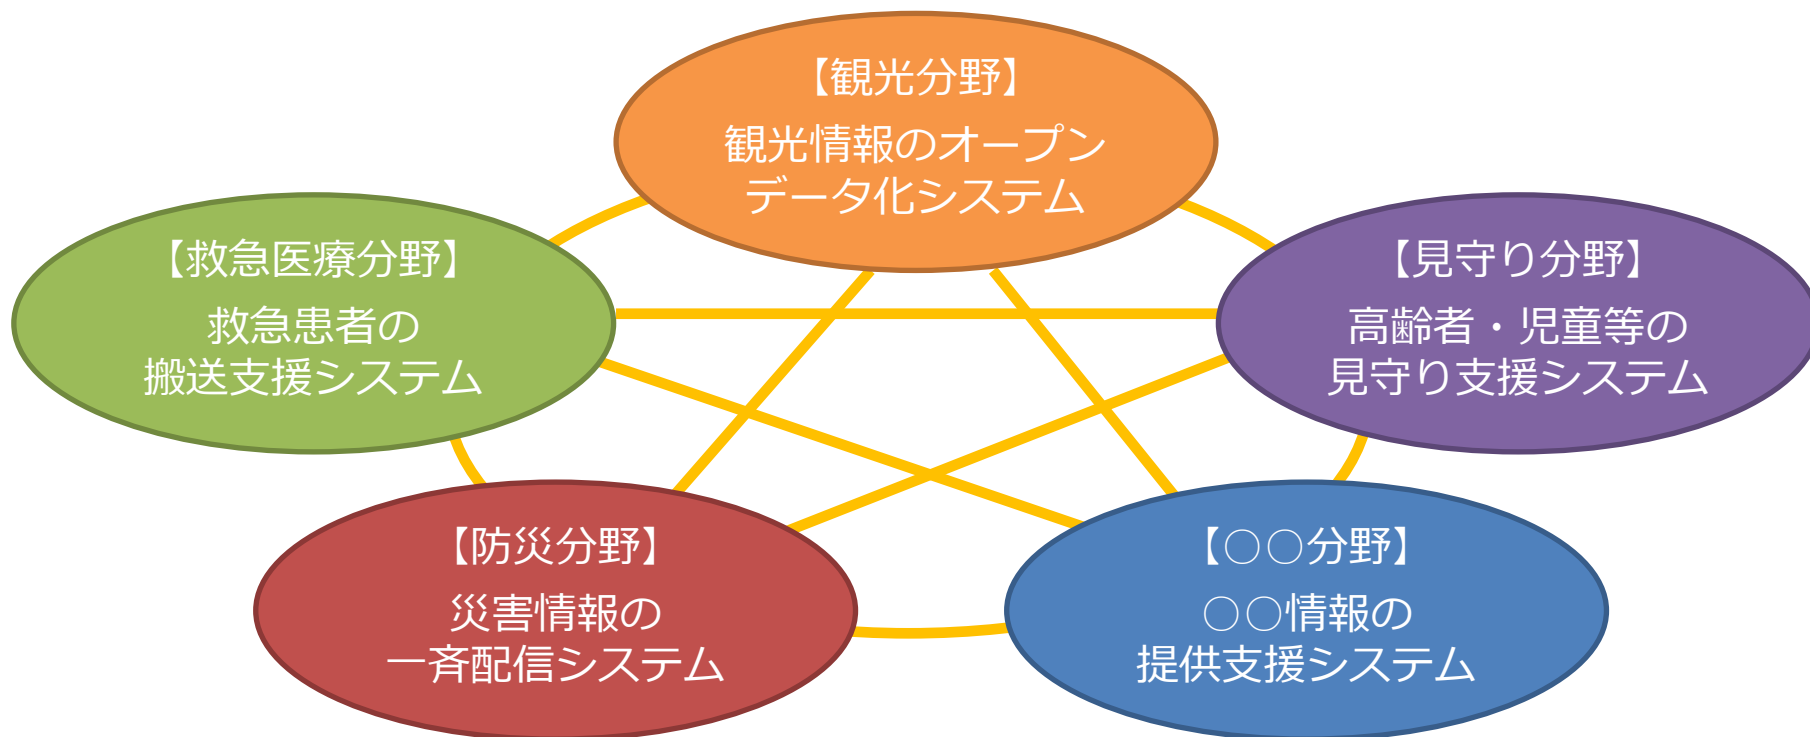 【観光分野】
観光情報のオープン
データ化システム
【救急医療分野】
救急患者の
搬送支援システム
【見守り分野】
高齢者・児童等の
見守り支援システム
【防災分野】
災害情報の
一斉配信システム
【○○分野】
○○情報の
提供支援システム